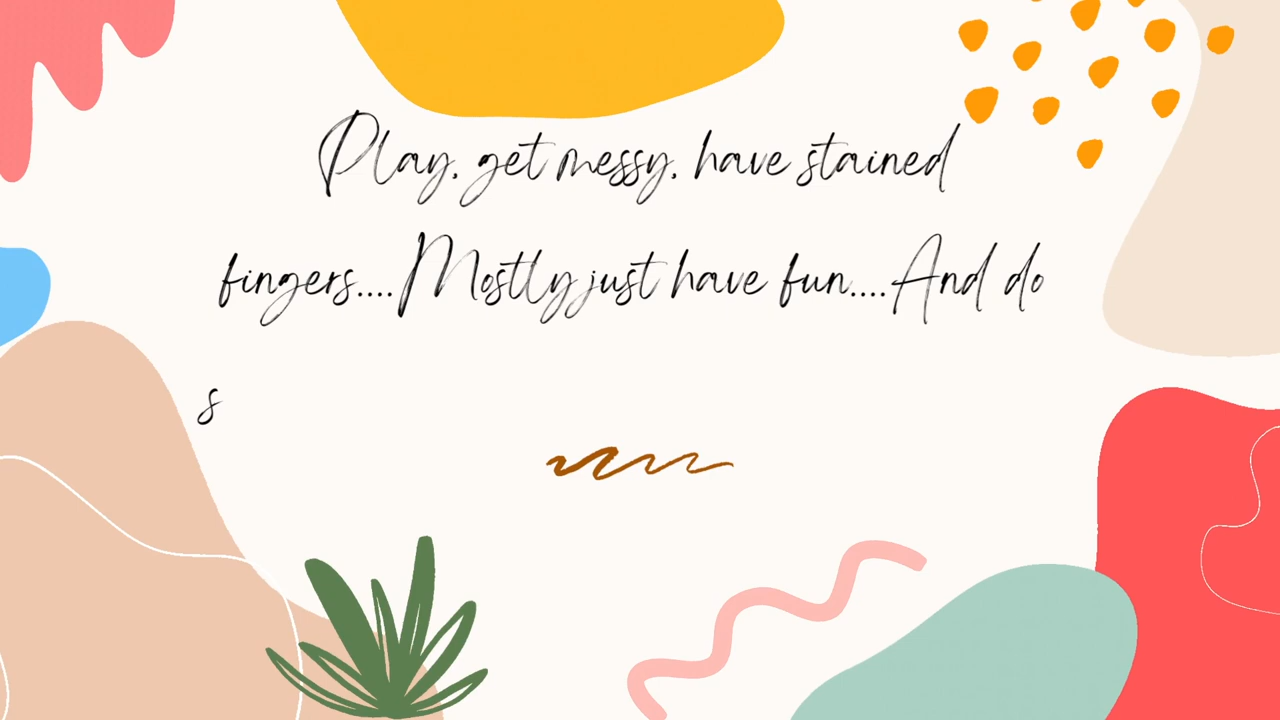 Play, get messy, have stained
fingers....Mostly just have fun....And do
s